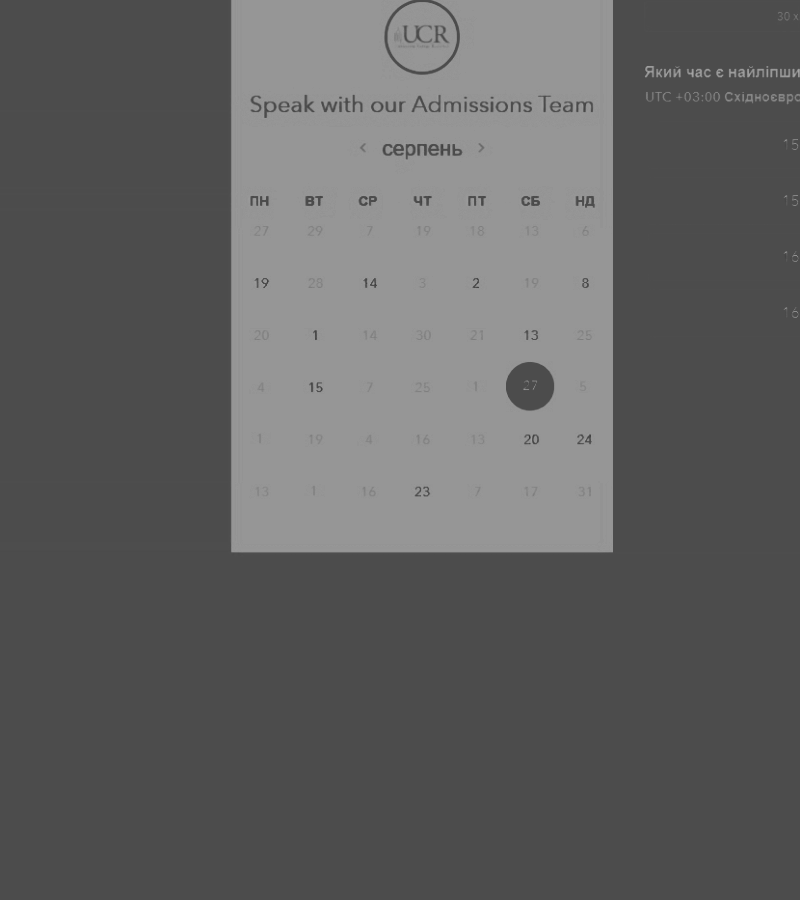 UCR
Speak with our Admissions Team
< серпень >
ПН ВТ СР ЧТ ПТ СБ НД
27 29 7 19 18 13 6
19 28 14 3 2 19 8
20 1 14 30 21 13 25
4 15 7 25 1 27 5
1 19 4 16 13 20 24
13 1 16 23 7 17 31
30 х
Який час є найліпши
UTC +03:00 Східноєвро
15
15
16
16